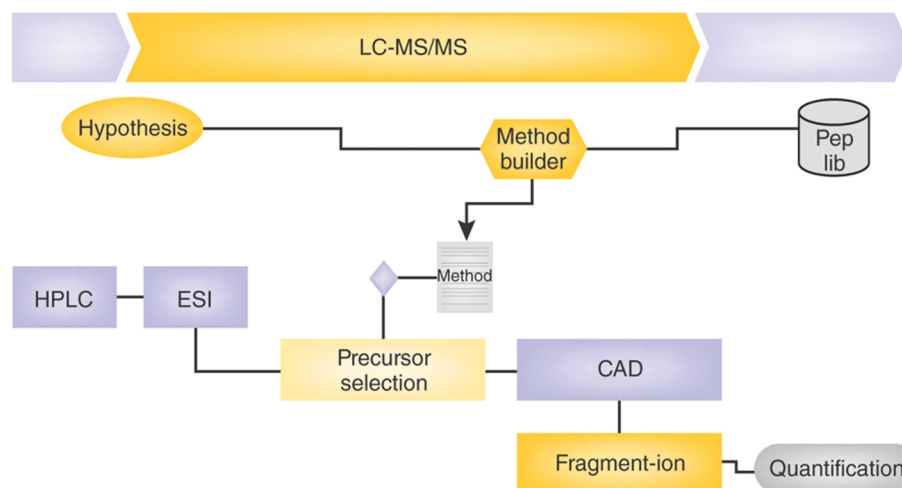 LC-MS/MS
Hypothesis
Method
builder
Pep
lib
Method
HPLC
ESI
Precursor
selection
CAD
Fragment-ion
Quantification